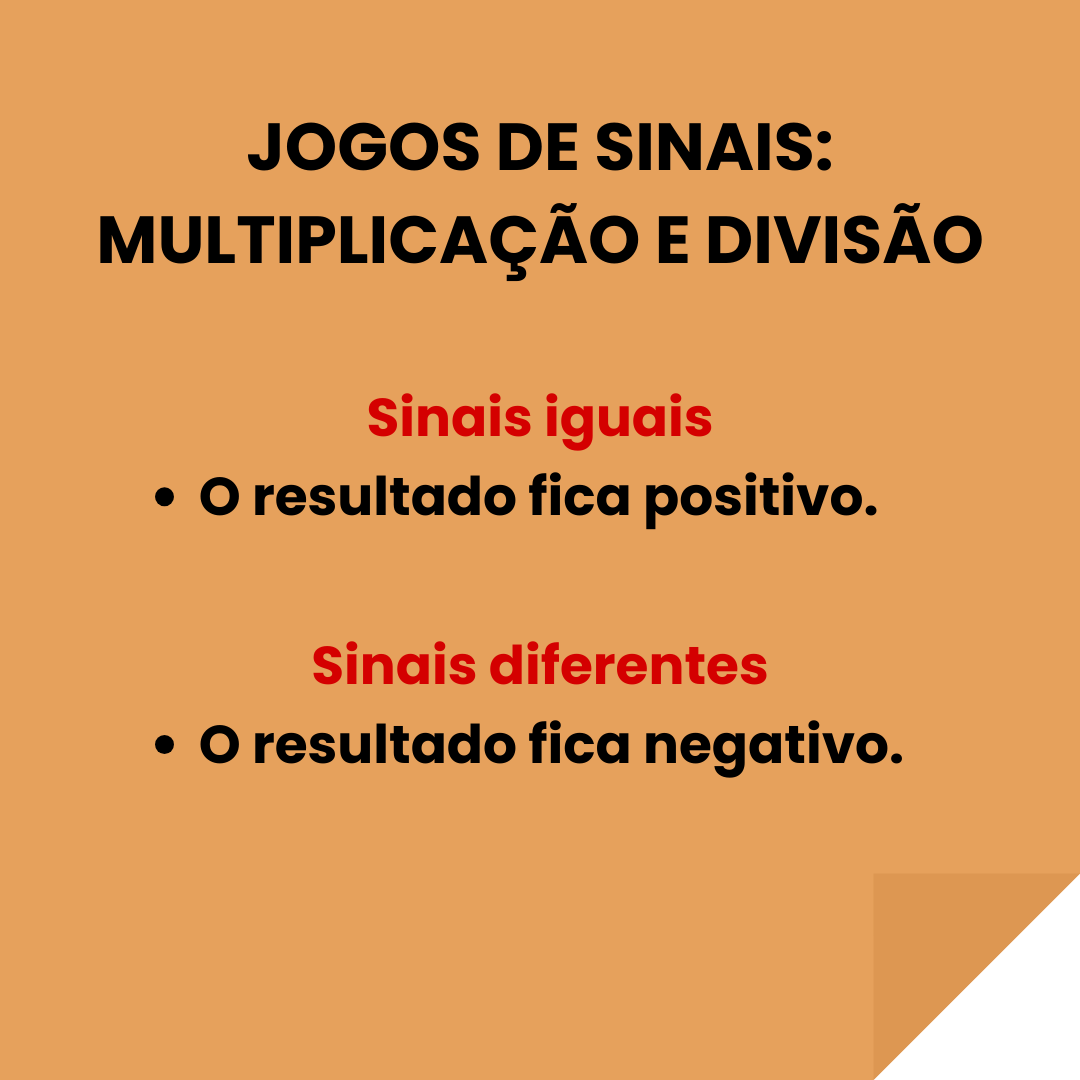 JOGOS DE SINAIS:
MULTIPLICAÇÃO E DIVISÃO
Sinais iguais
• O resultado fica positivo.
Sinais diferentes
• O resultado fica negativo.